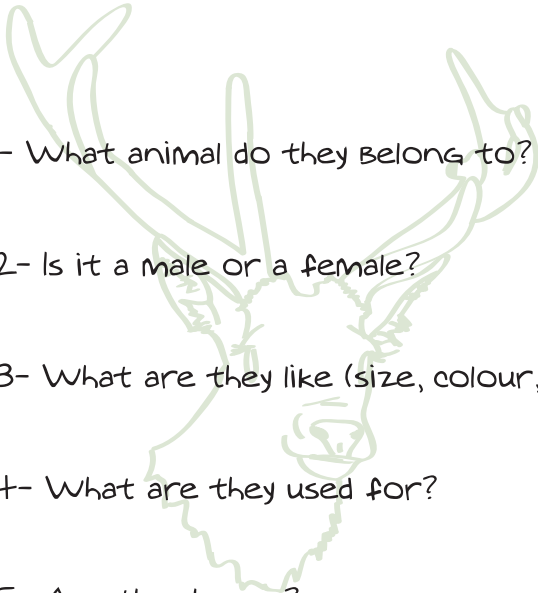 - What animal do they Belong to?
2- Is it a male or a female?
3- What are they like (size, colour,
4- What are they used for?